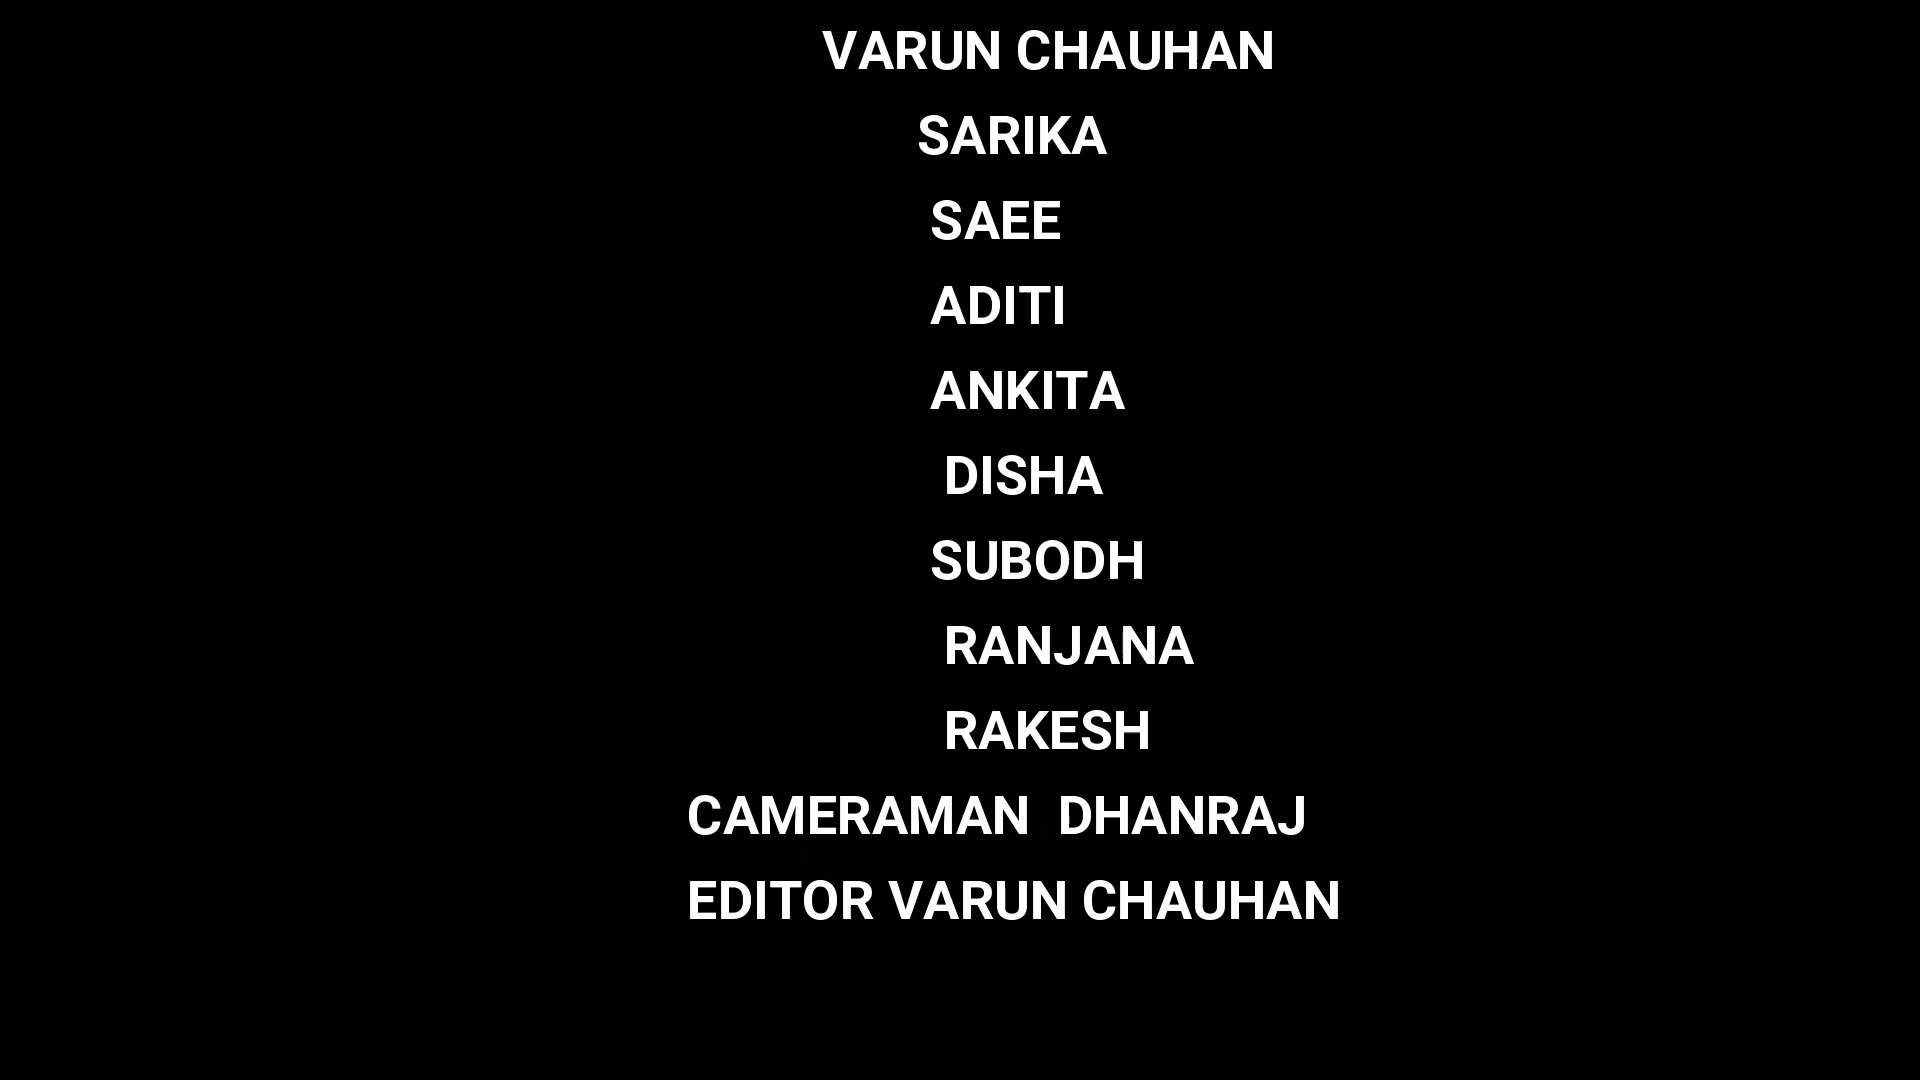 VARUN CHAUHAN
SARIKA
SAEE
ADITI
ANKITA
DISHA
SUBODH
RANJANA
RAKESH
CAMERAMAN  DHANRAJ
EDITOR VARUN CHAUHAN